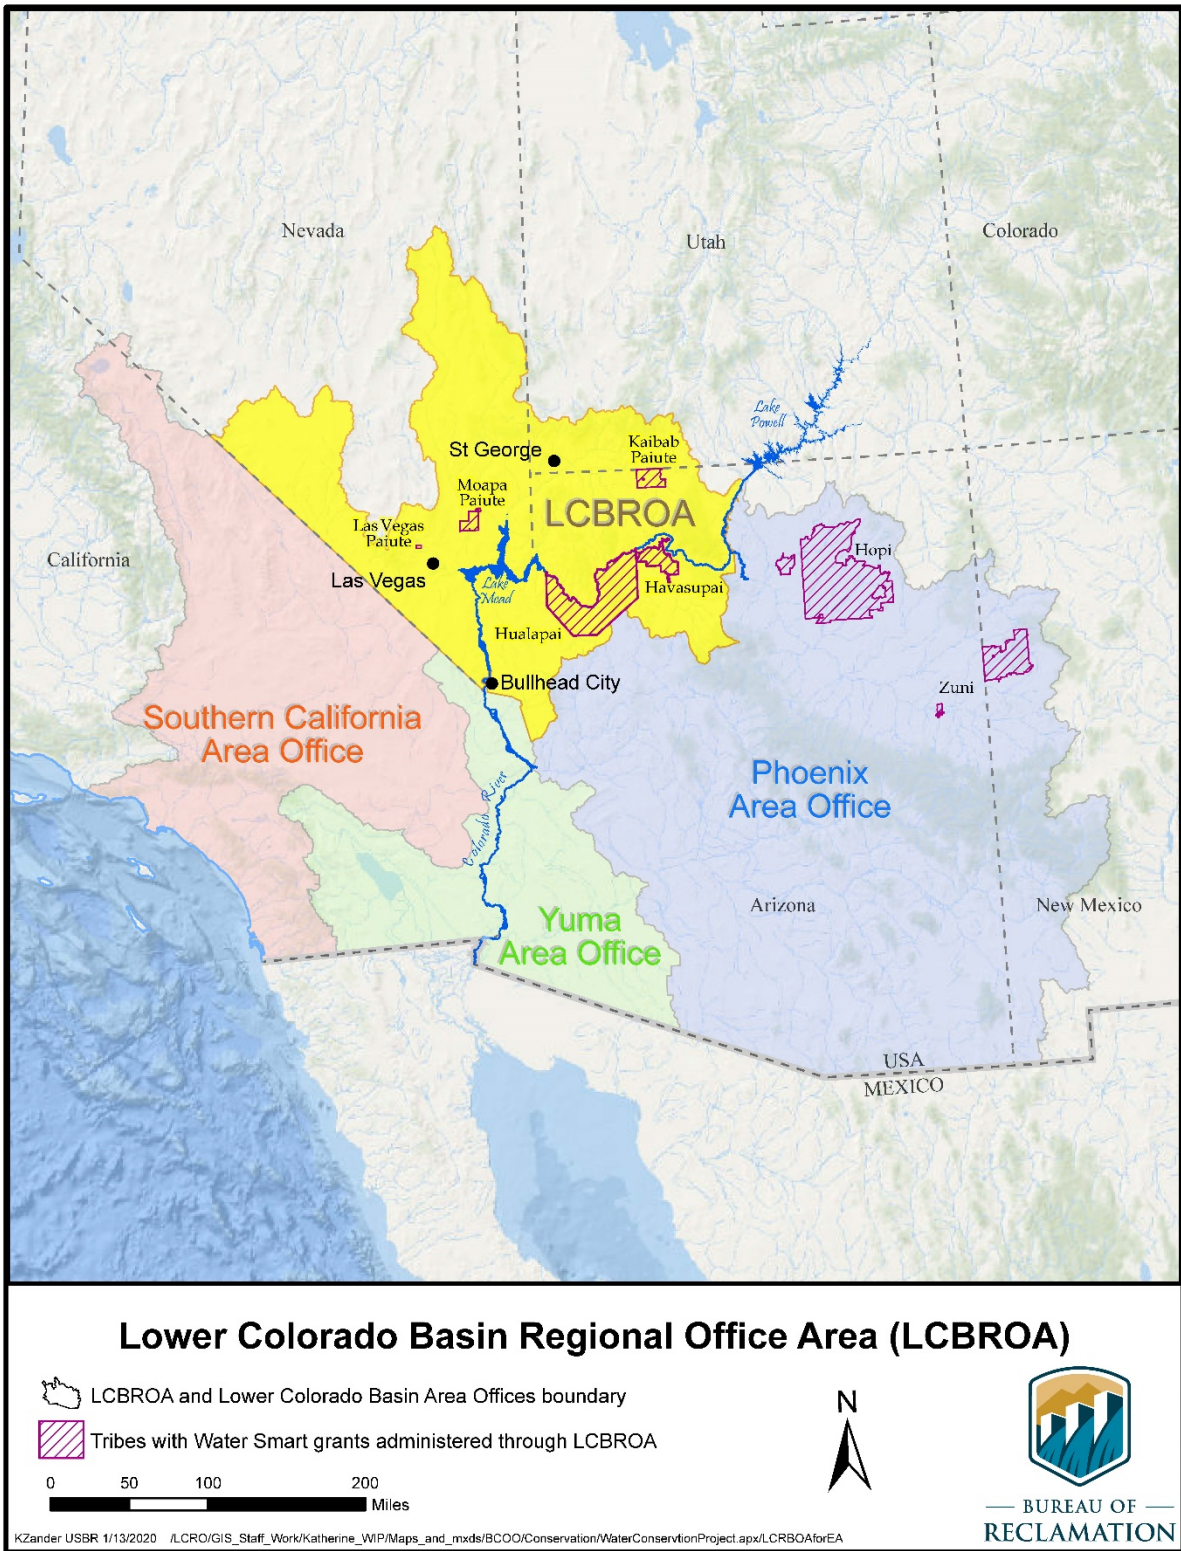 Nevada
Utah
Colorado
Lake
Powell
St George
Kaibab
Paiute
Moapa
Paiute
LCBROA
Las Vegas
Paiute
Hopi
California
Las Vegas
Lake
Mead
Havasupai
Hualapai
Bullhead City
Zuni
Southern California
Area Office
Colorado River
Phoenix
Area Office
Arizona
New Mexico
Yuma
Area Office
USA
MEXICO
Lower Colorado Basin Regional Office Area (LCBROA)
LCBROA and Lower Colorado Basin Area Offices boundary
Tribes with Water Smart grants administered through LCBROA
N
0 50 100 200
Miles
BUREAU OF
RECLAMATION
KZander USBR 1/13/2020 /LCRO/GIS_Staff_Work/Katherine_WIP/Maps_and_mxds/BCOO/Conservation/WaterConservtionProject.apx/LCRBOAforEA